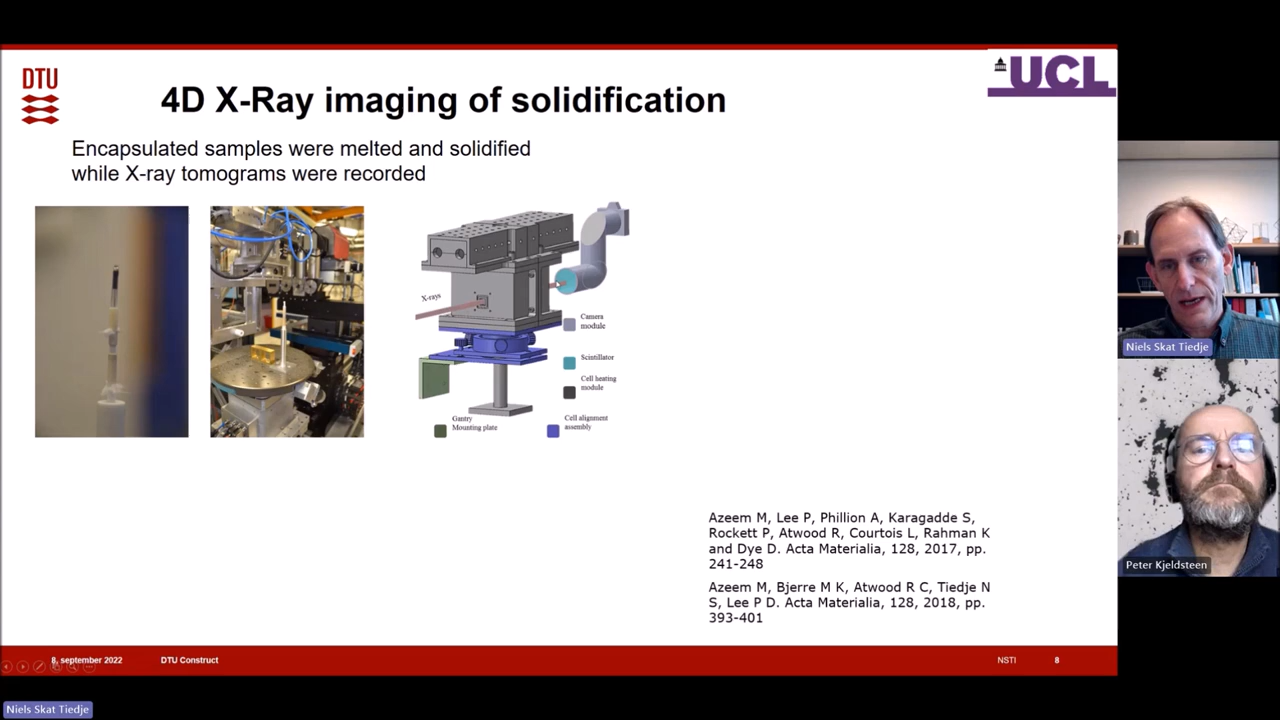 DTU
4D X-Ray imaging of solidification
UCL
Encapsulated samples were melted and solidified
while X-ray tomograms were recorded
X-rays
Camera
module
Scintillator
Cell heating
module
Gantry
Mounting plate
Cell alignment
assembly
Azeem M, Lee P, Phillion A, Karagadde S,
Rockett P, Atwood R, Courtois L, Rahman K
and Dye D. Acta Materialia, 128, 2017, pp.
241-248
Azeem M, Bjerre M K, Atwood R C, Tiedje N
S, Lee P D. Acta Materialia, 128, 2018, pp.
393-401
8. september 2022
DTU Construct
NSTI
8
Niels Skat Tiedje
Peter Kjeldsteen
Niels Skat Tiedje